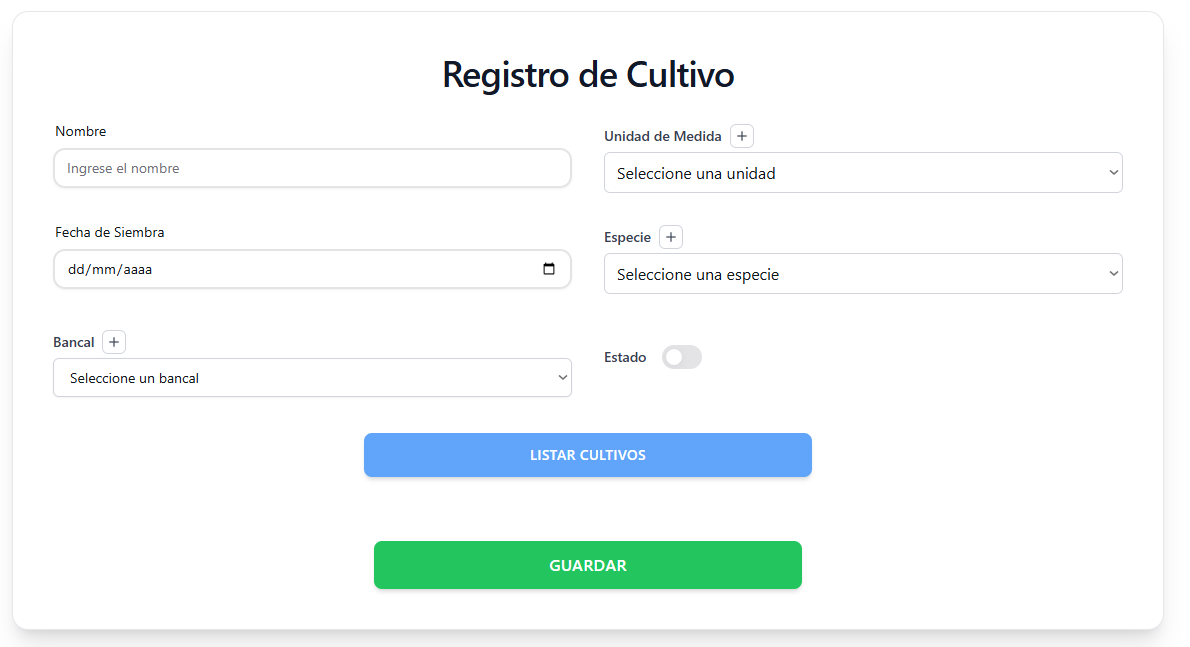 Registro de Cultivo
Nombre
Ingrese el nombre
Unidad de Medida +
Seleccione una unidad
Fecha de Siembra
dd/mm/aaaa
Especie +
Seleccione una especie
Bancal +
Seleccione un bancal
Estado
LISTAR CULTIVOS
GUARDAR